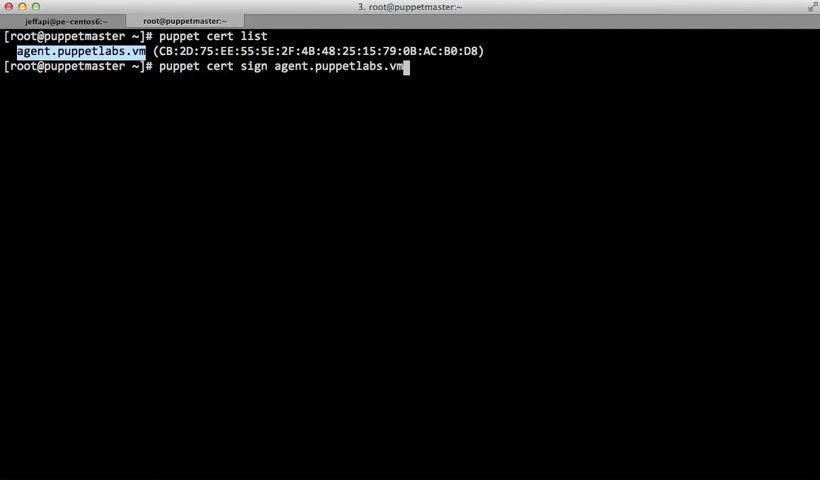 3. root@puppetmaster:~
jeffapi@pe-centos6:~
root@puppetmaster:~
[root@puppetmaster ~]# puppet cert list
agent.puppetlabs.vm (CB:2D:75:EE:55:5E:2F:4B:48:25:15:79:0B:AC:B0:D8)
[root@puppetmaster ~]# puppet cert sign agent.puppetlabs.vm